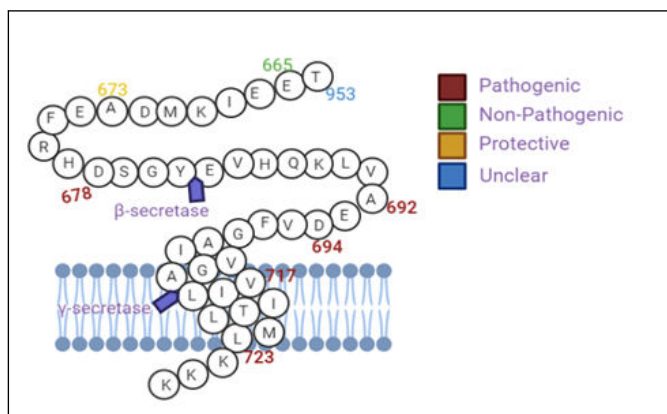 665
673
953
F E A D M K I E E T
R
H D S G Y E V H Q K L V
A
678
692
β-secretase
I A G F V D E
694
A G V
717
γ-secretase
L I V
L T I
L M
723
K K K
Pathogenic
Non-Pathogenic
Protective
Unclear